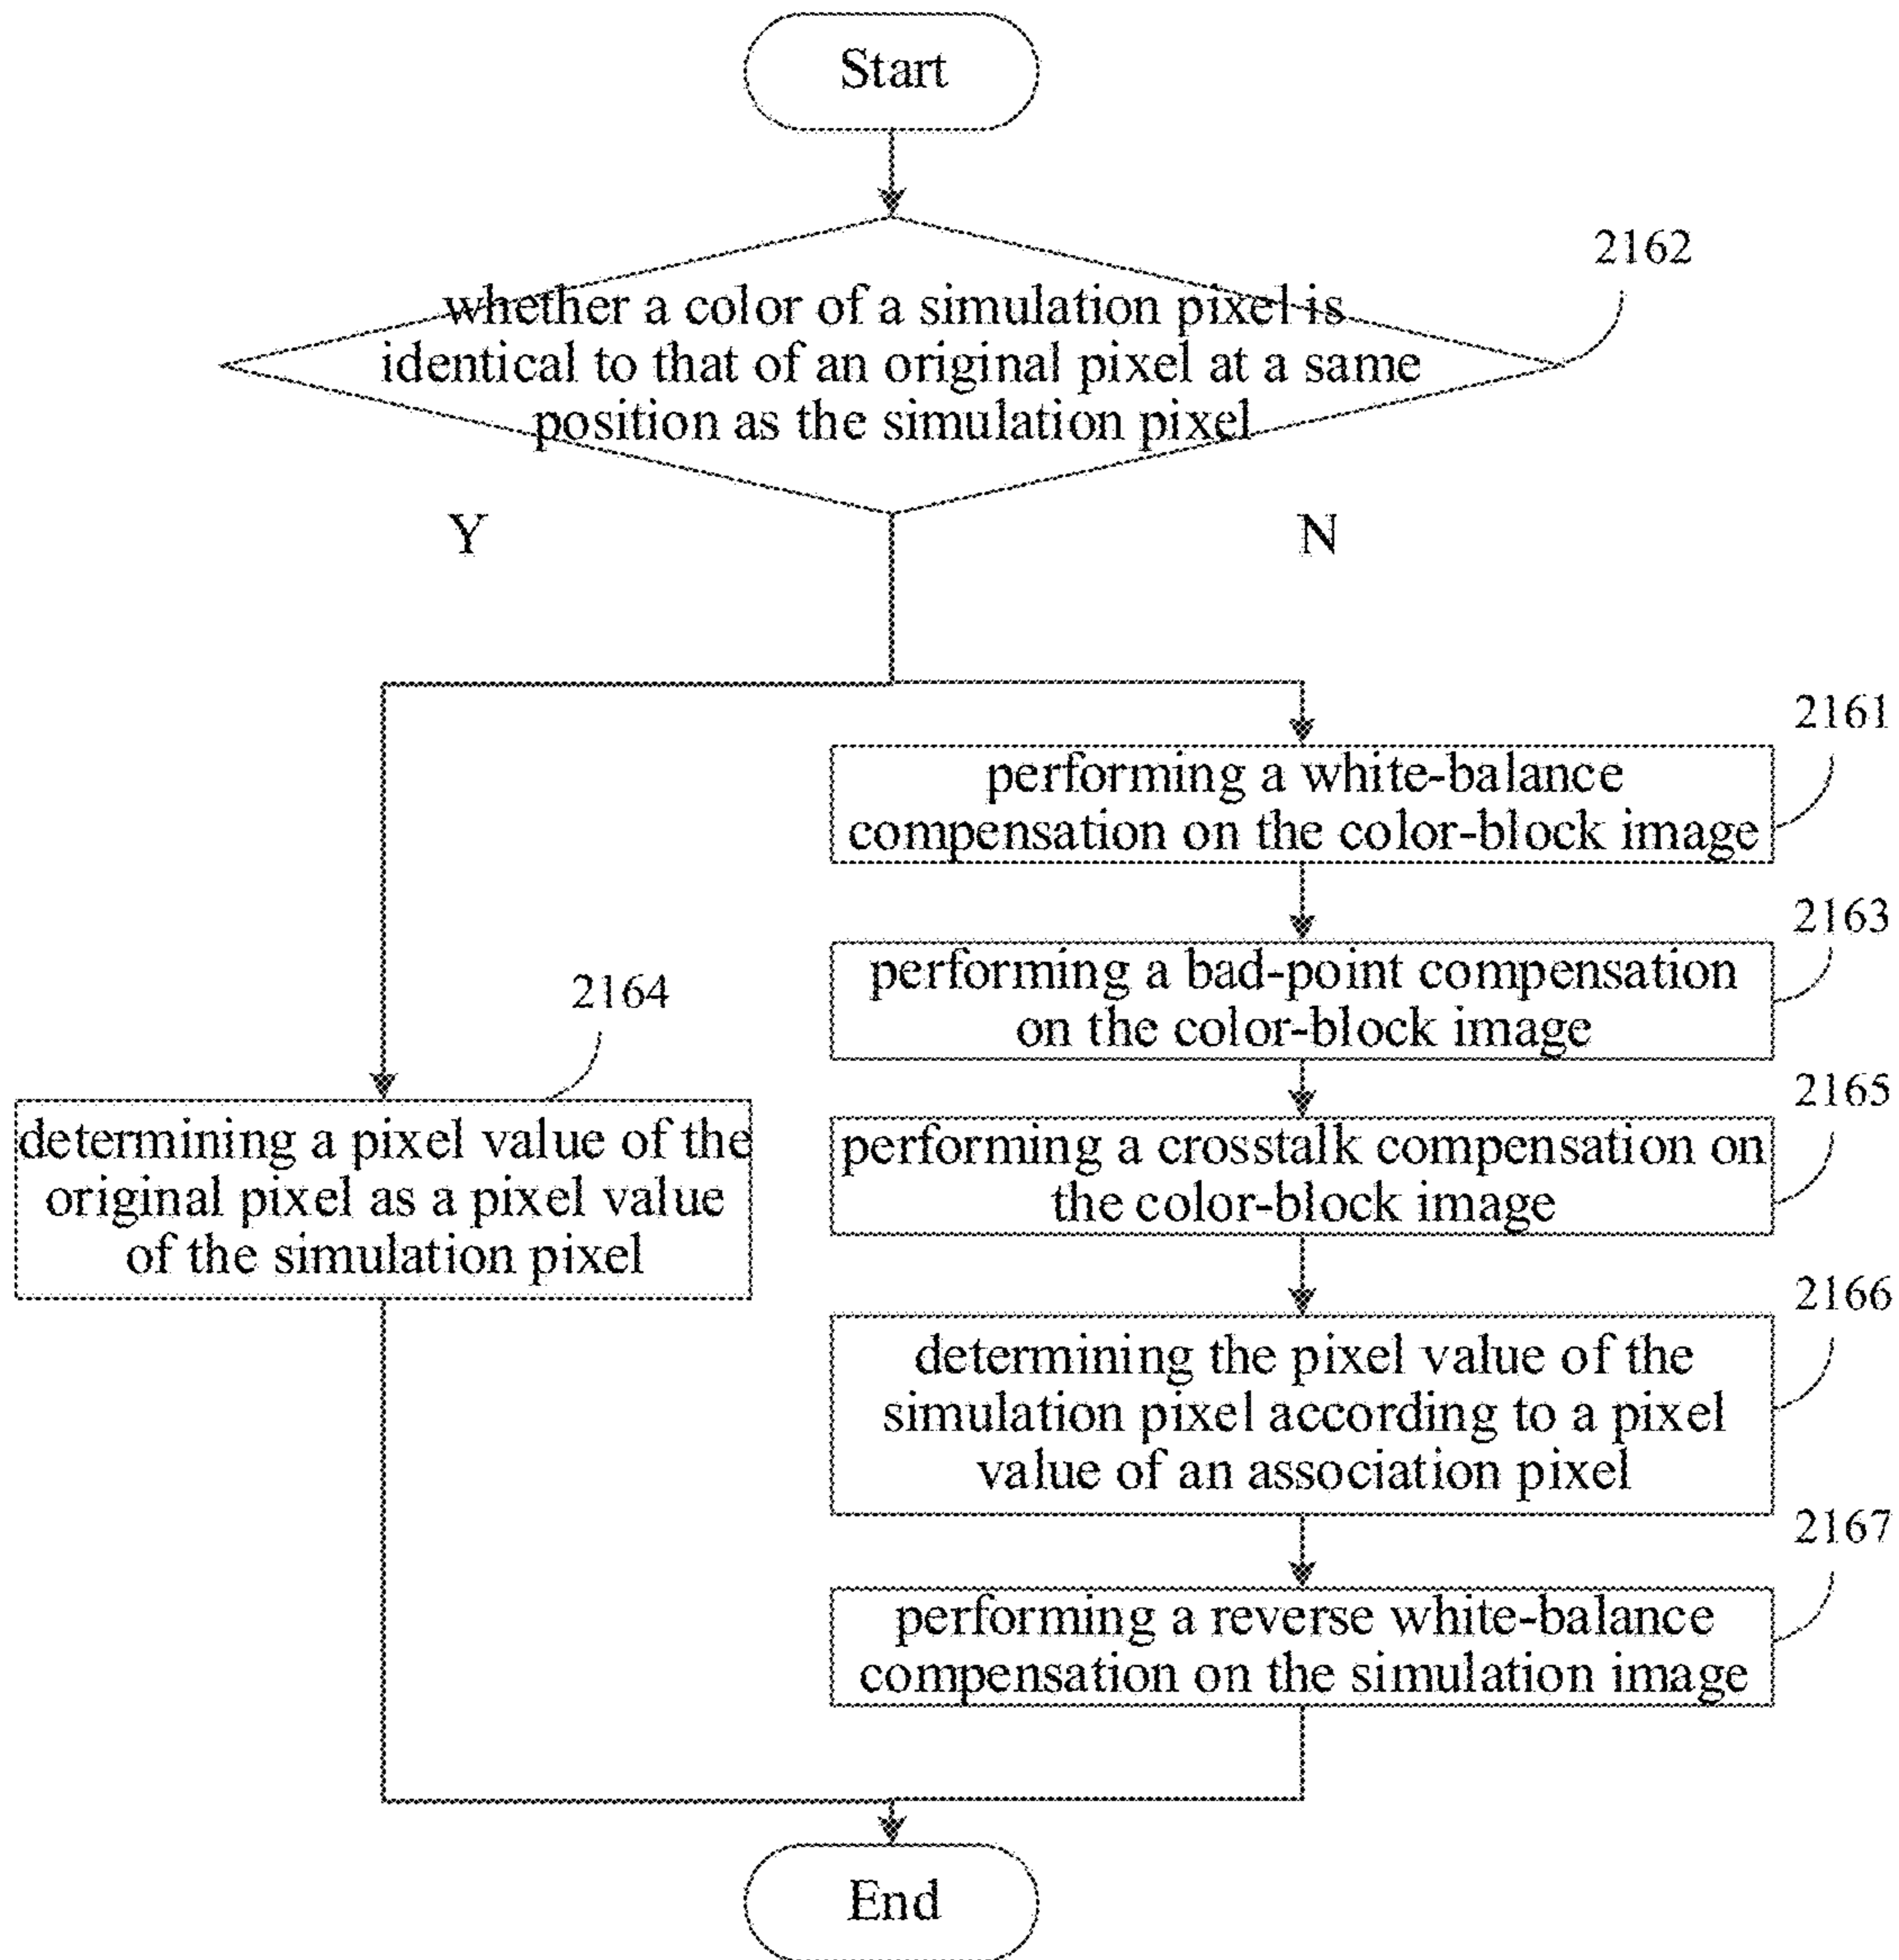 Start
2162
whether a color of a simulation pixel is
identical to that of an original pixel at a same
position as the simulation pixel
Y
N
2161
performing a white-balance
compensation on the color-block image
2163
performing a bad-point compensation
on the color-block image
2164
determining a pixel value of the
original pixel as a pixel value
of the simulation pixel
2165
performing a crosstalk compensation on
the color-block image
2166
determining the pixel value of the
simulation pixel according to a pixel
value of an association pixel
2167
performing a reverse white-balance
compensation on the simulation image
End